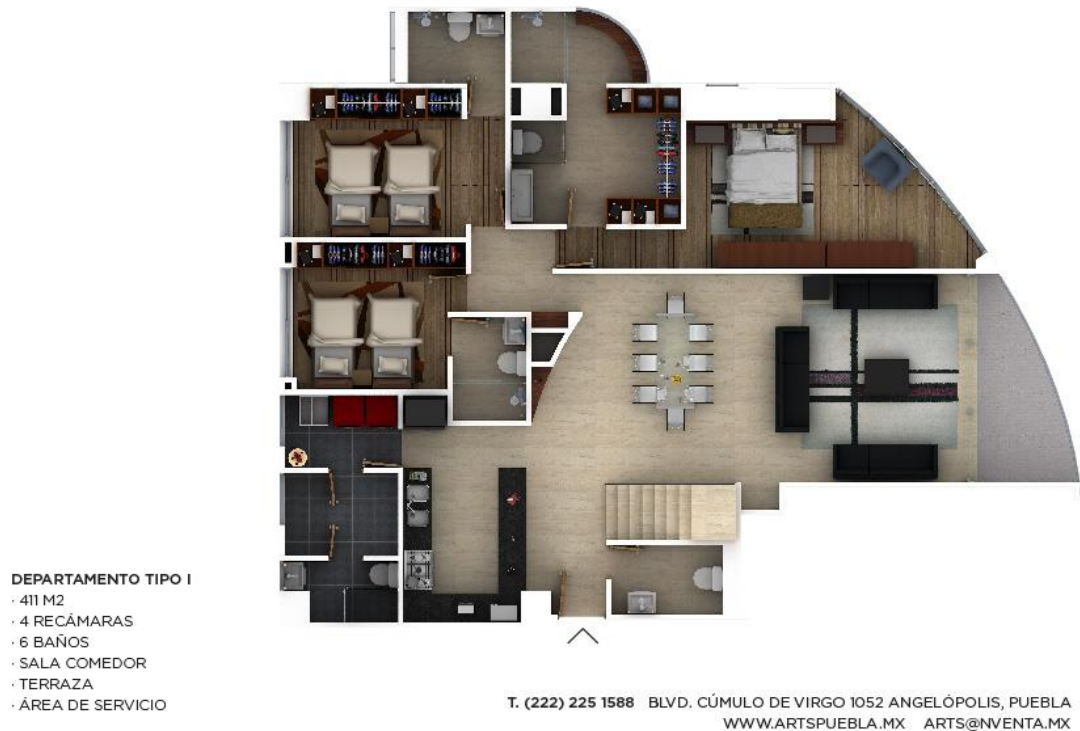 DEPARTAMENTO TIPO I
· 411 M2
· 4 RECÁMARAS
· 6 BAÑOS
· SALA COMEDOR
· TERRAZA
· ÁREA DE SERVICIO
T. (222) 225 1588 BLVD. CÚMULO DE VIRGO 1052 ANGELÓPOLIS, PUEBLA
WWW.ARTSPUEBLA.MX ARTS@NVENTA.MX